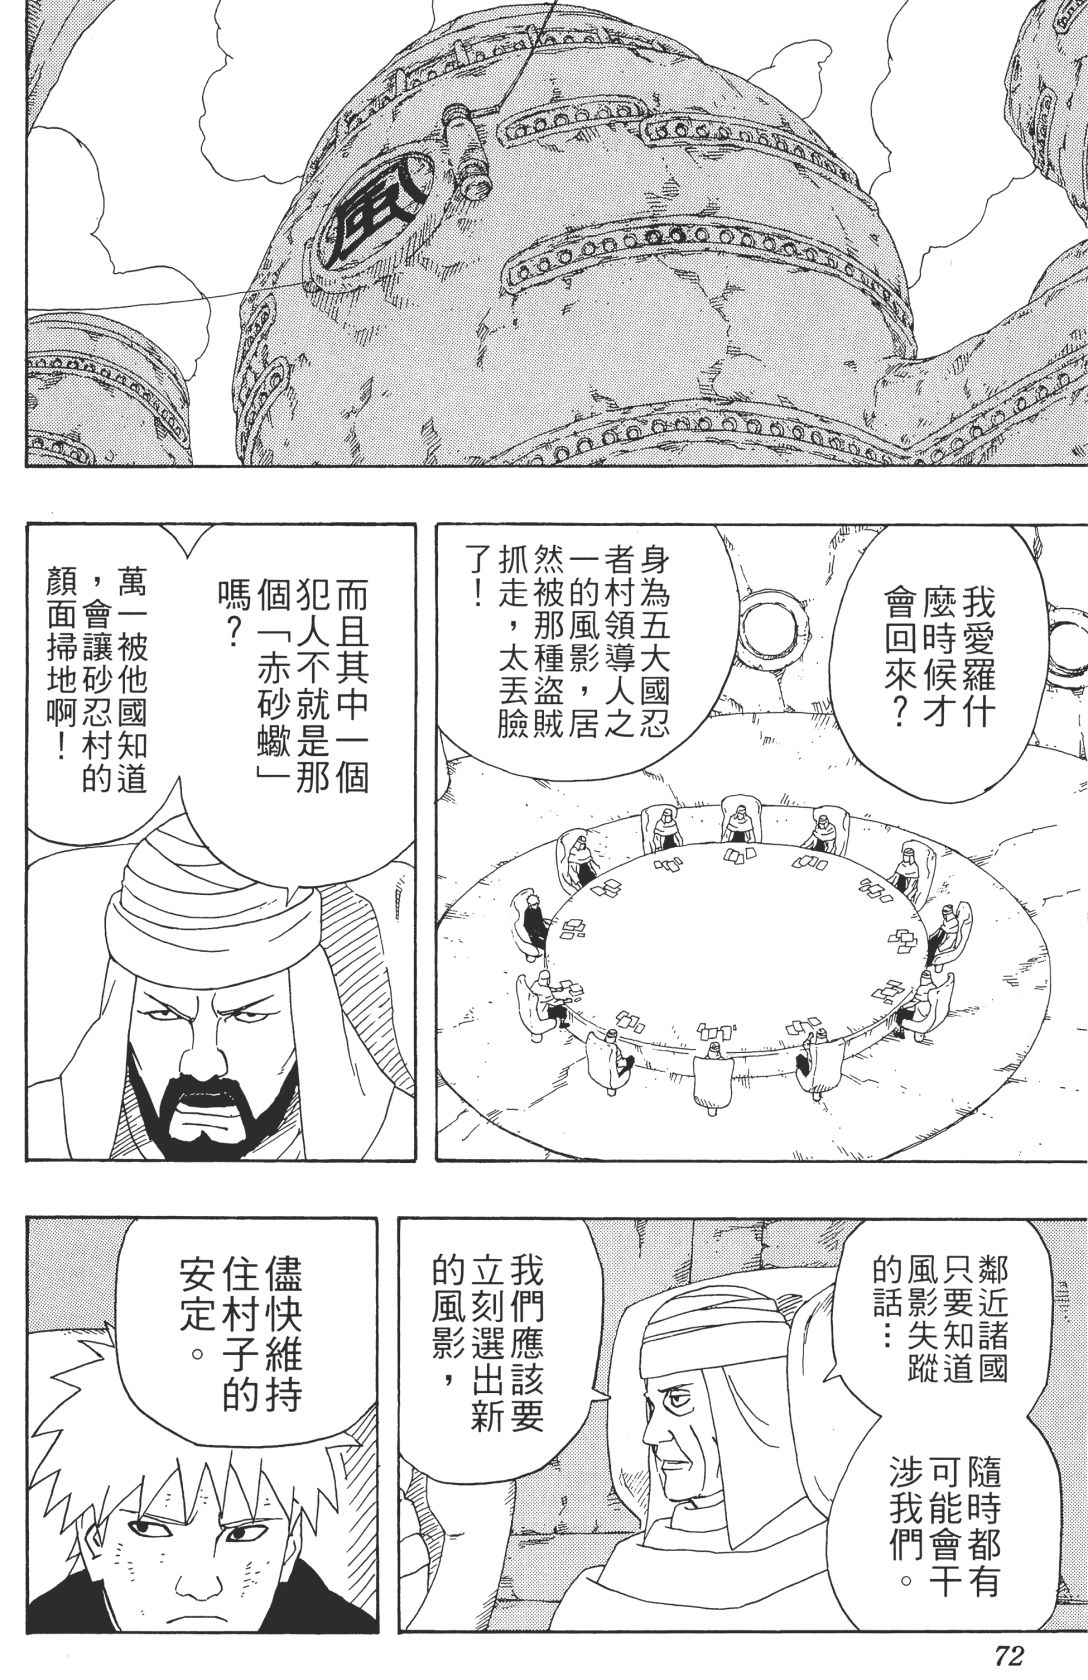 風
我愛羅什
麼時候才
會回來？
身為五大國忍
者村領導人之
一的風影，居
然被那種盜賊
抓走，太丟臉
了！
而且其中一個
犯人不就是那
個「赤砂蠍」
嗎？
萬一被他國知道
，會讓砂忍村的
顏面掃地啊！
鄰近諸國
只要知道
風影失蹤
的話…
隨時都有
可能會干
涉我們。
我們應該要
立刻選出新
的風影，
儘快維持
住村子的
安定。
72